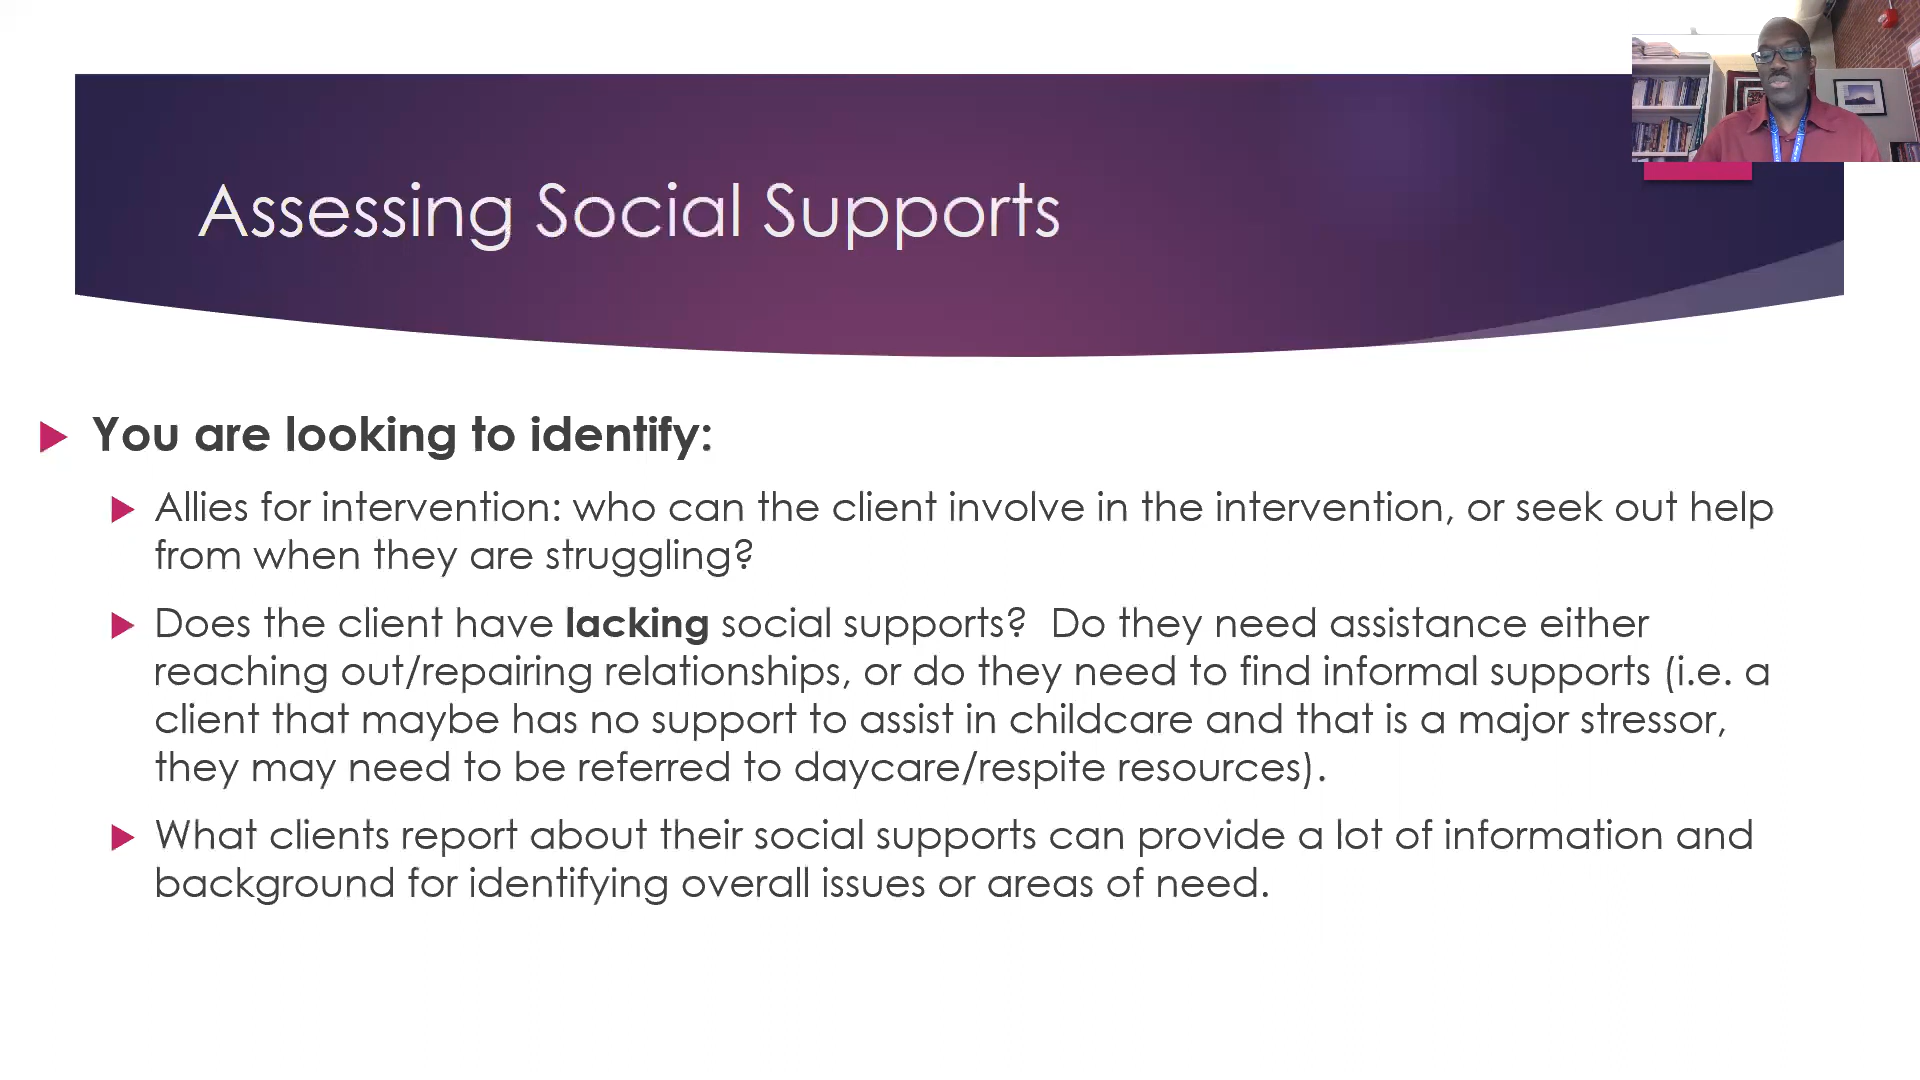 Assessing Social Supports
You are looking to identify:
Allies for intervention: who can the client involve in the intervention, or seek out help
from when they are struggling?
Does the client have lacking social supports?  Do they need assistance either
reaching out/repairing relationships, or do they need to find informal supports (i.e. a
client that maybe has no support to assist in childcare and that is a major stressor,
they may need to be referred to daycare/respite resources).
What clients report about their social supports can provide a lot of information and
background for identifying overall issues or areas of need.